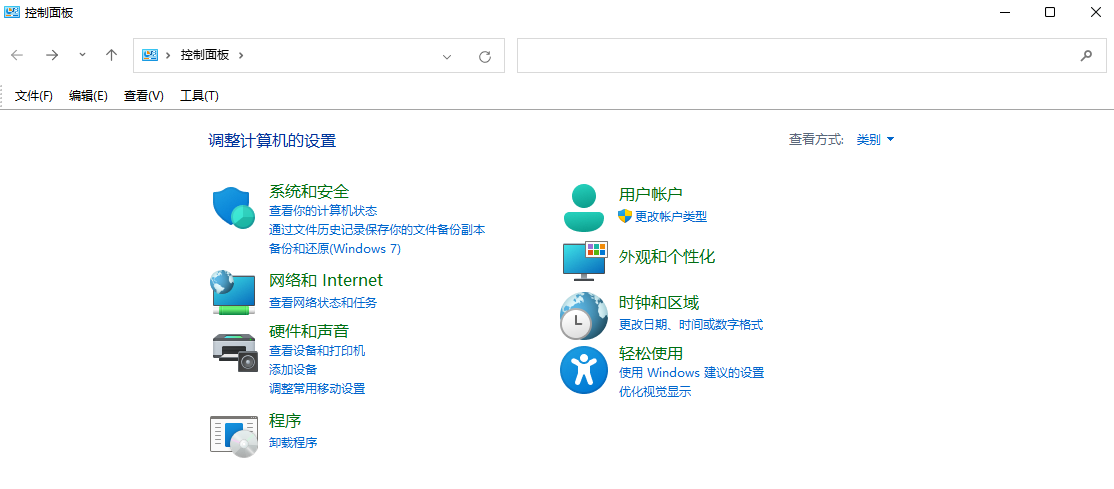 控制面板
控制面板
文件(F) 编辑(E) 查看(V) 工具(T)
调整计算机的设置
查看方式: 类别
系统和安全
查看你的计算机状态
通过文件历史记录保存你的文件备份副本
备份和还原(Windows 7)
网络和 Internet
查看网络状态和任务
硬件和声音
查看设备和打印机
添加设备
调整常用移动设置
程序
卸载程序
用户帐户
更改帐户类型
外观和个性化
时钟和区域
更改日期、时间或数字格式
轻松使用
使用 Windows 建议的设置
优化视觉显示